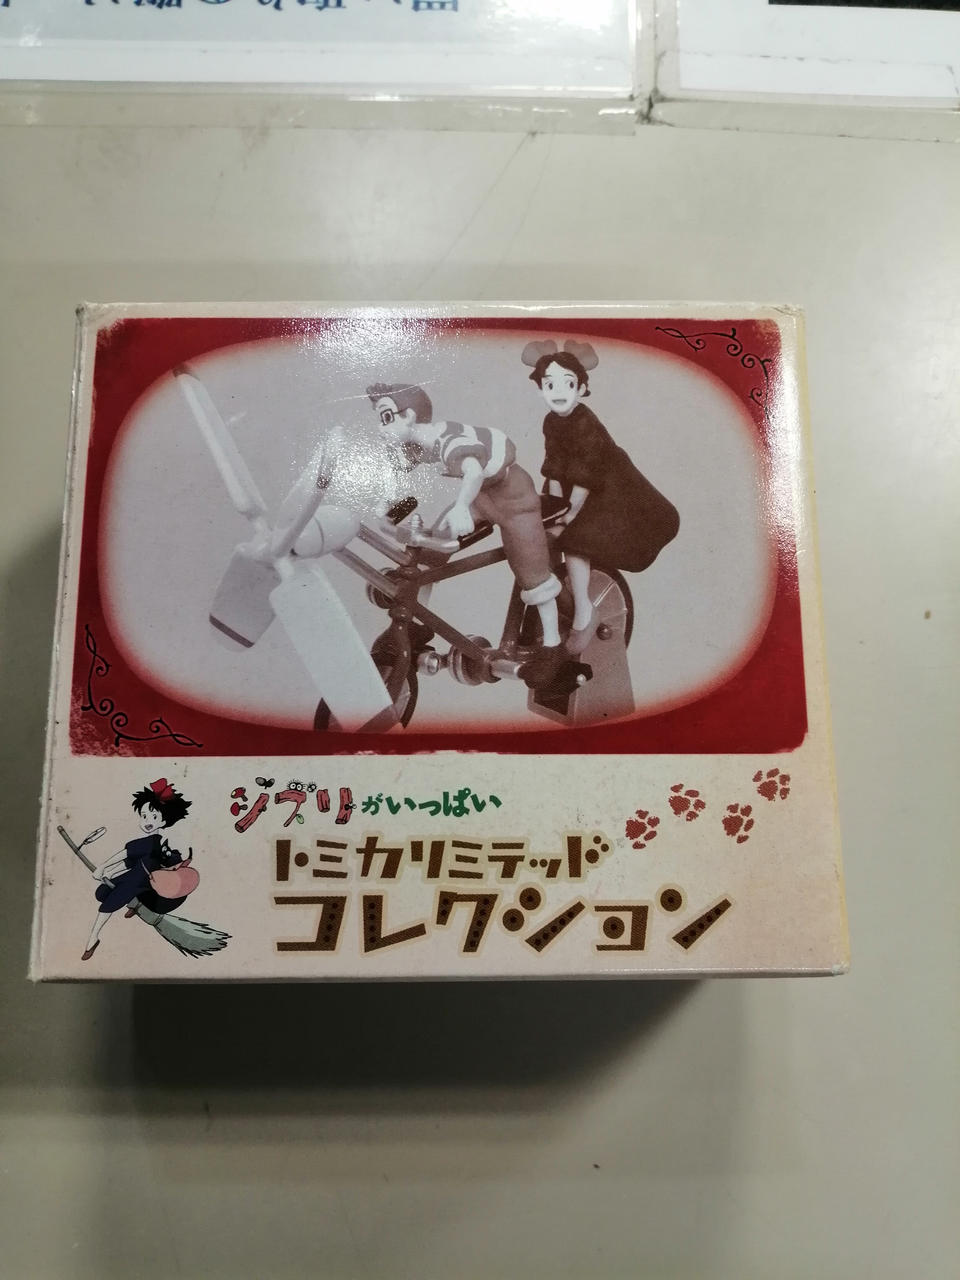 ジブリがいっぱい
トミカリミテッド
コレクション